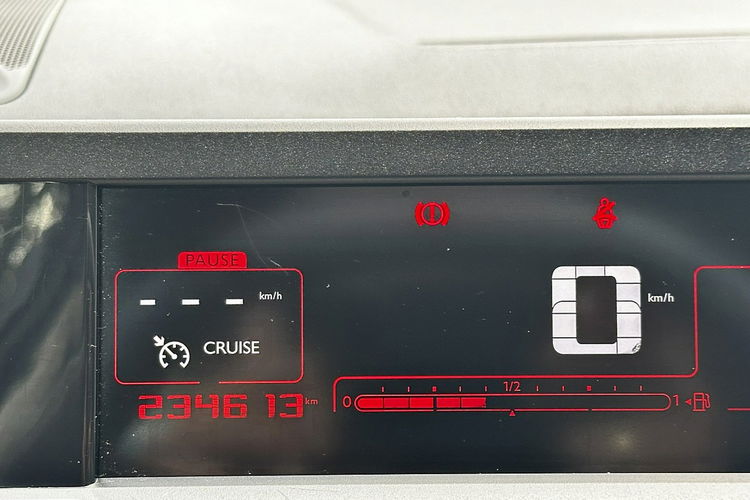 PAUSE
- - - km/h
0 km/h
CRUISE
1/2
234613 km
0 1